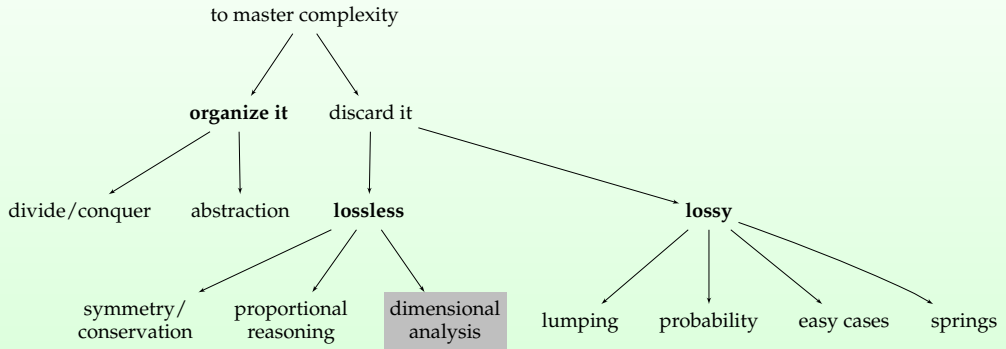 to master complexity
organize it
discard it
divide/conquer
abstraction
lossless
lossy
symmetry/
conservation
proportional
reasoning
dimensional
analysis
lumping
probability
easy cases
springs